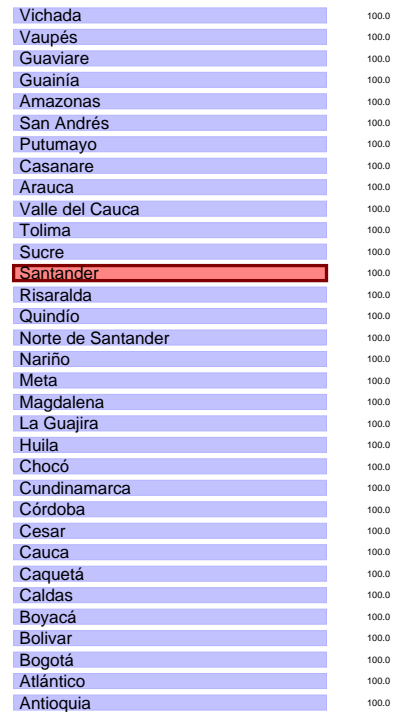 Vichada 100.0
Vaupés 100.0
Guaviare 100.0
Guainía 100.0
Amazonas 100.0
San Andrés 100.0
Putumayo 100.0
Casanare 100.0
Arauca 100.0
Valle del Cauca 100.0
Tolima 100.0
Sucre 100.0
Santander 100.0
Risaralda 100.0
Quindío 100.0
Norte de Santander 100.0
Nariño 100.0
Meta 100.0
Magdalena 100.0
La Guajira 100.0
Huila 100.0
Chocó 100.0
Cundinamarca 100.0
Córdoba 100.0
Cesar 100.0
Cauca 100.0
Caquetá 100.0
Caldas 100.0
Boyacá 100.0
Bolivar 100.0
Bogotá 100.0
Atlántico 100.0
Antioquia 100.0